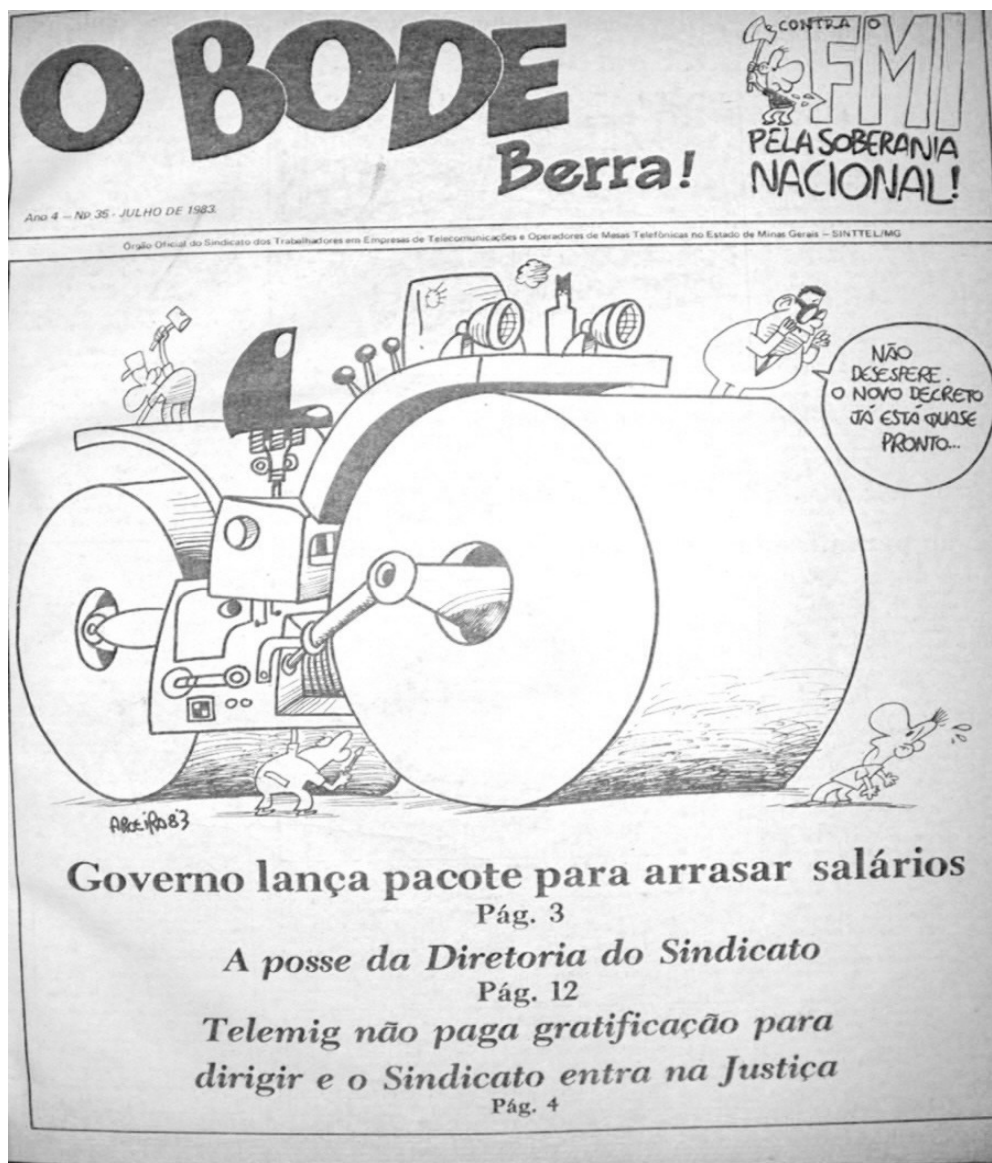 O BODE
Berra!
CONTRA O
FMI
PELA SOBERANIA
NACIONAL!
Ano 4 – Nº 35 - JULHO DE 1983.
Órgão Oficial do Sindicato dos Trabalhadores em Empresas de Telecomunicações e Operadores de Mesas Telefônicas no Estado de Minas Gerais – SINTTEL/MG
NÃO
DESESPERE.
O NOVO DECRETO
JÁ ESTÁ QUASE
PRONTO...
AROEIRA 83
Governo lança pacote para arrasar salários
Pág. 3
A posse da Diretoria do Sindicato
Pág. 12
Telemig não paga gratificação para
dirigir e o Sindicato entra na Justiça
Pág. 4